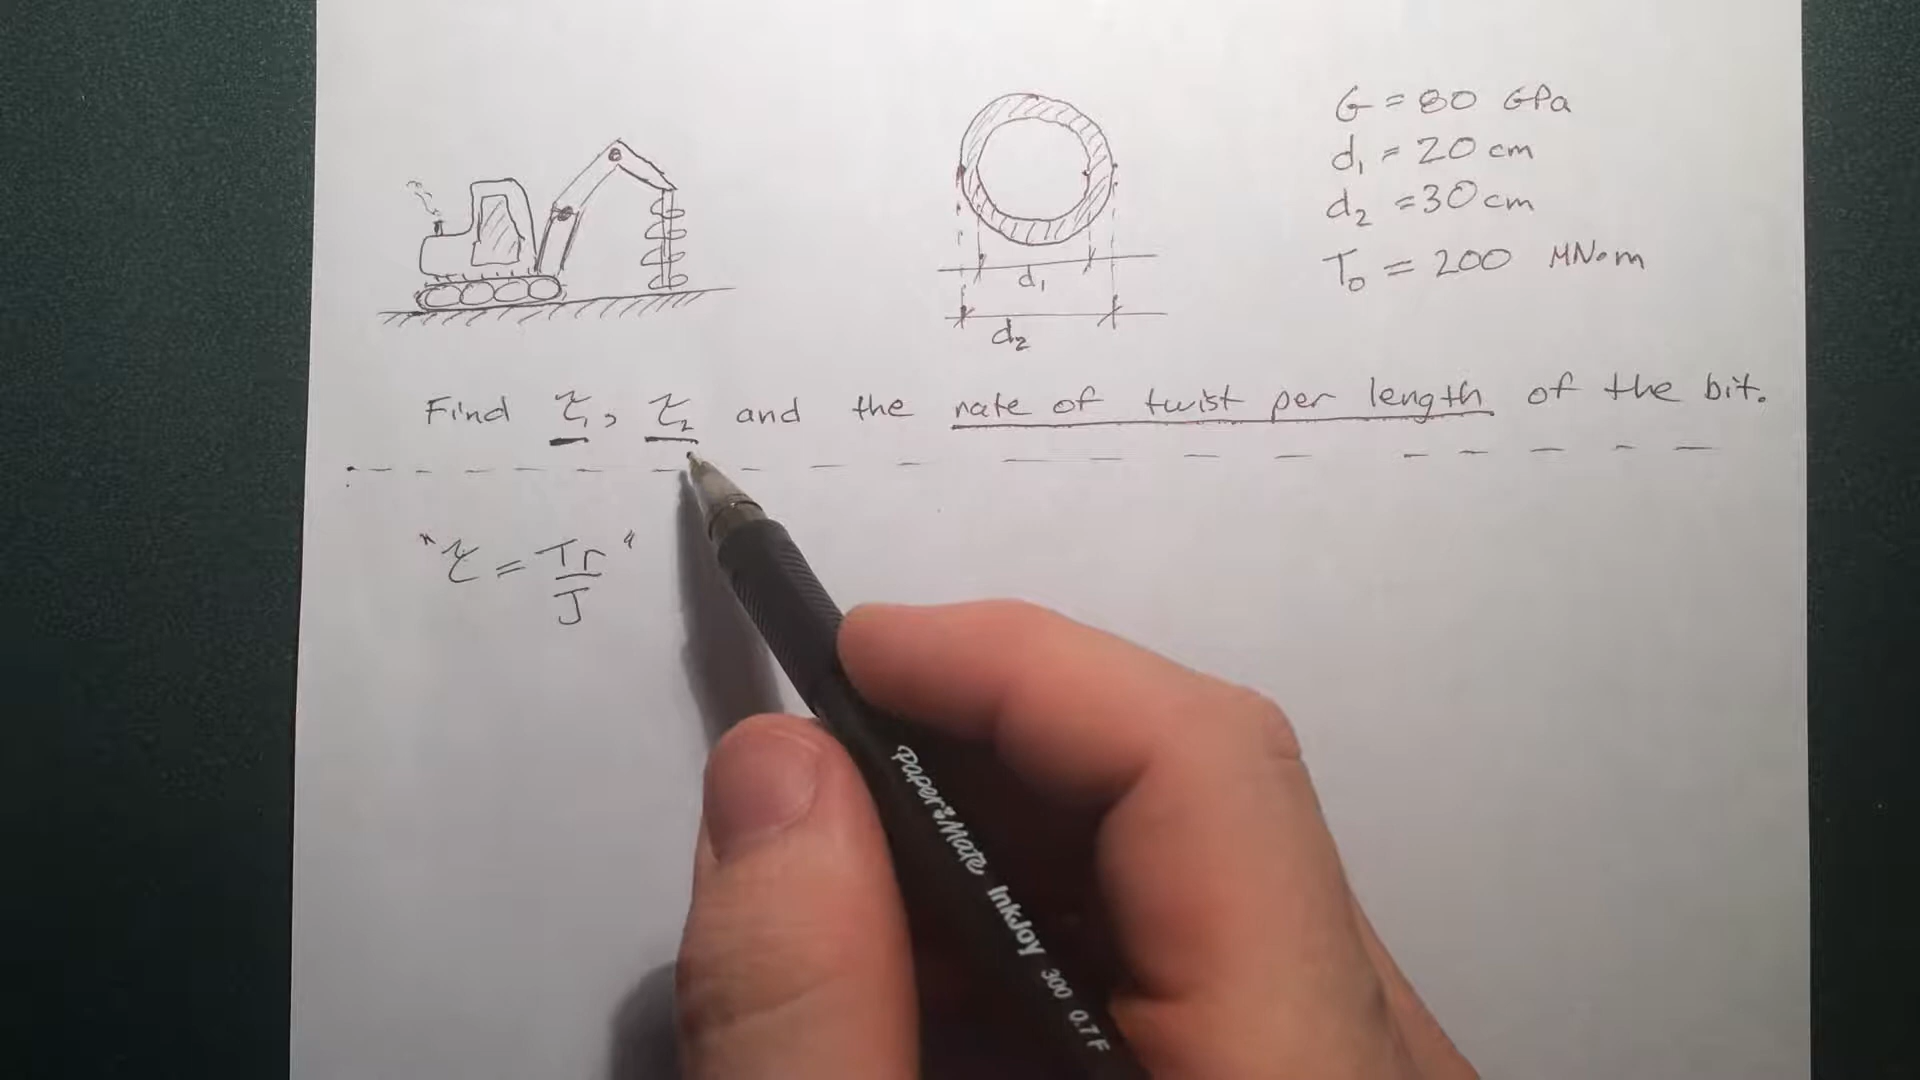 G = 80 GPa
d₁ = 20 cm
d₂ = 30 cm
T₀ = 200 MN·m
d₁
d₂
Find τ₁, τ₂ and the rate of twist per length of the bit.
"τ = Tr/J"
Paper Mate InkJoy 300 0.7 F